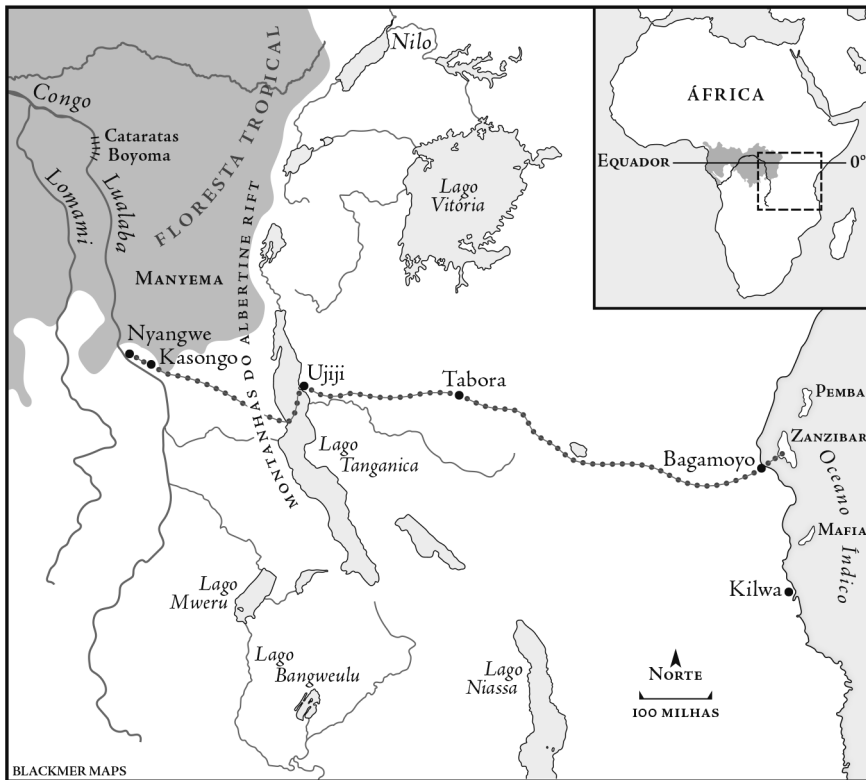 Nilo
ÁFRICA
Congo
Cataratas
Boyoma
EQUADOR
0°
FLORESTA TROPICAL
Lago
Vitória
Lomami
Lualaba
MANYEMA
MONTANHAS DO ALBERTINE RIFT
Nyangwe
Kasongo
Ujiji
Tabora
PEMBA
ZANZIBAR
Lago
Tanganica
Bagamoyo
Oceano
Índico
MAFIA
Lago
Mweru
Kilwa
Lago
Bangweulu
Lago
Niassa
NORTE
100 MILHAS
BLACKMER MAPS